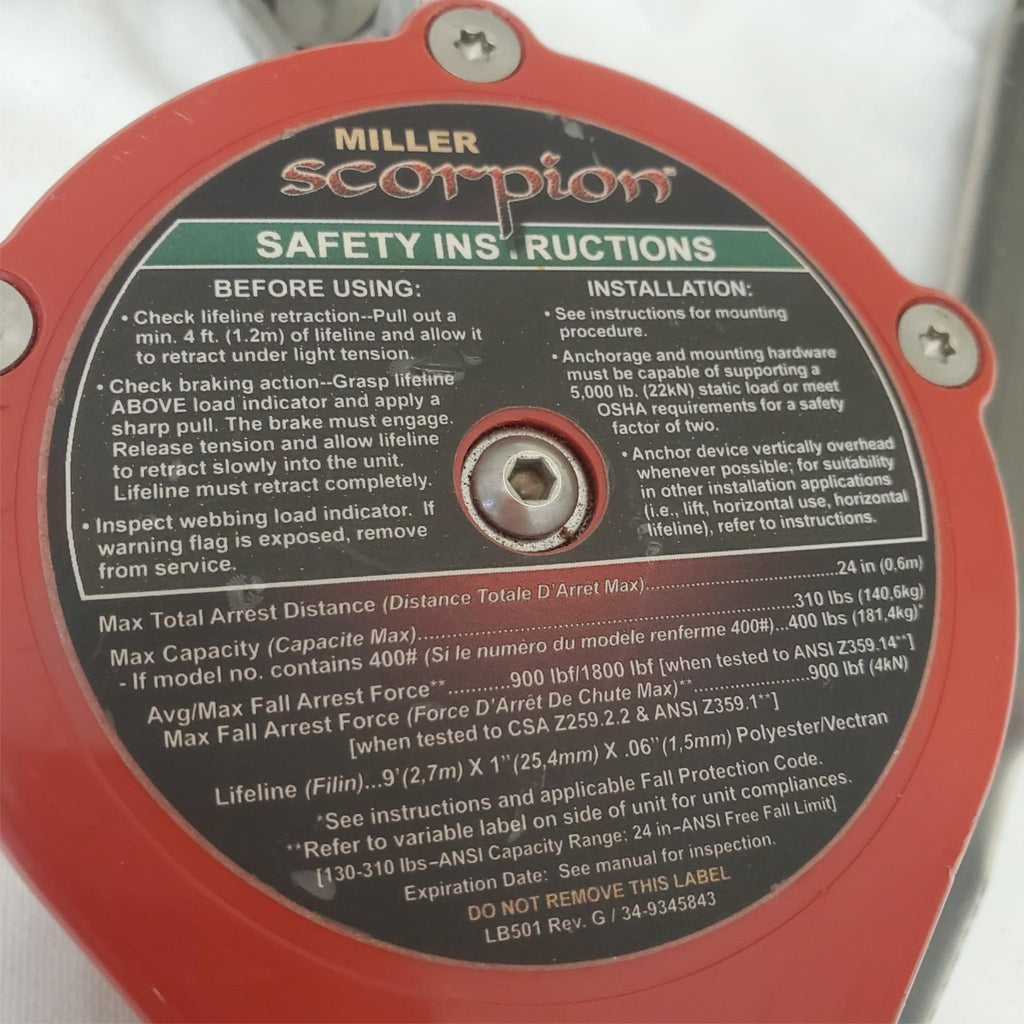 MILLER
scorpion™
SAFETY INSTRUCTIONS
BEFORE USING:
• Check lifeline retraction--Pull out a
min. 4 ft. (1.2m) of lifeline and allow it
to retract under light tension.
• Check braking action--Grasp lifeline
ABOVE load indicator and apply a
sharp pull. The brake must engage.
Release tension and allow lifeline
to retract slowly into the unit.
Lifeline must retract completely.
• Inspect webbing load indicator. If
warning flag is exposed, remove
from service.
INSTALLATION:
• See instructions for mounting
procedure.
• Anchorage and mounting hardware
must be capable of supporting a
5,000 lb. (22kN) static load or meet
OSHA requirements for a safety
factor of two.
• Anchor device vertically overhead
whenever possible; for suitability
in other installation applications
(i.e., lift, horizontal use, horizontal
lifeline), refer to instructions.
Max Total Arrest Distance (Distance Totale D'Arret Max)..........24 in (0,6m)
Max Capacity (Capacite Max)..........310 lbs (140,6kg)
- If model no. contains 400# (Si le numéro du modèle renferme 400#)...400 lbs (181,4kg)*
Avg/Max Fall Arrest Force**..........900 lbf/1800 lbf [when tested to ANSI Z359.14**]
Max Fall Arrest Force (Force D'Arrêt De Chute Max)**..........900 lbf (4kN)
[when tested to CSA Z259.2.2 & ANSI Z359.1**]
Lifeline (Filin)...9'(2,7m) X 1"(25,4mm) X .06"(1,5mm) Polyester/Vectran
*See instructions and applicable Fall Protection Code.
**Refer to variable label on side of unit for unit compliances.
[130-310 lbs–ANSI Capacity Range: 24 in–ANSI Free Fall Limit]
Expiration Date: See manual for inspection.
DO NOT REMOVE THIS LABEL
LB501 Rev. G / 34-9345843